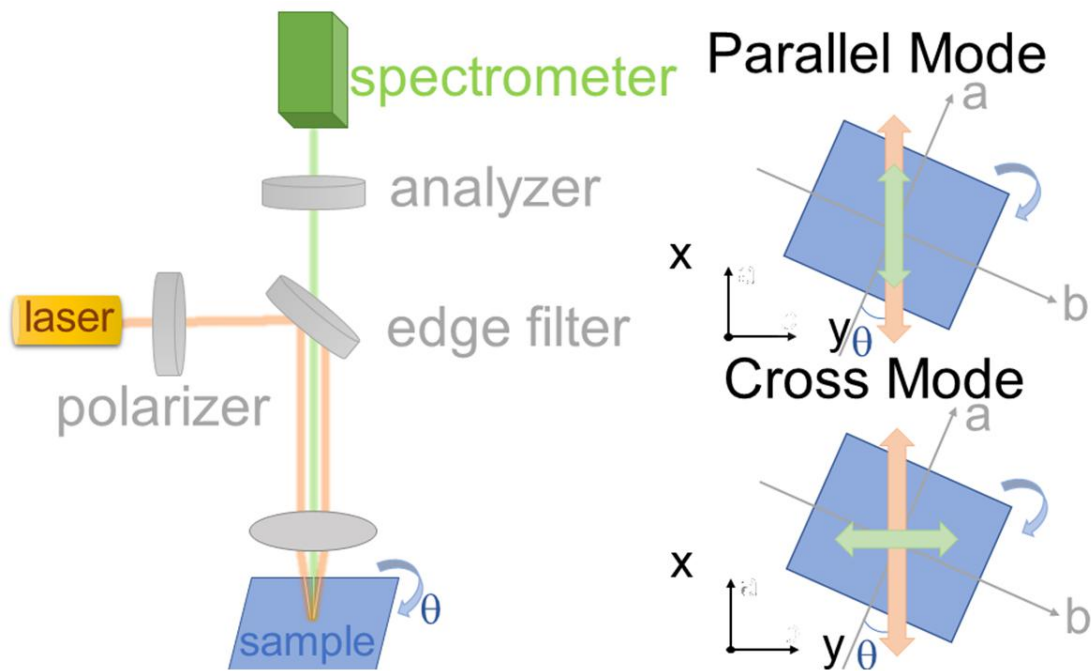 spectrometer
analyzer
laser
edge filter
polarizer
θ
sample
Parallel Mode
a
x
b
y
θ
Cross Mode
a
x
b
y
θ